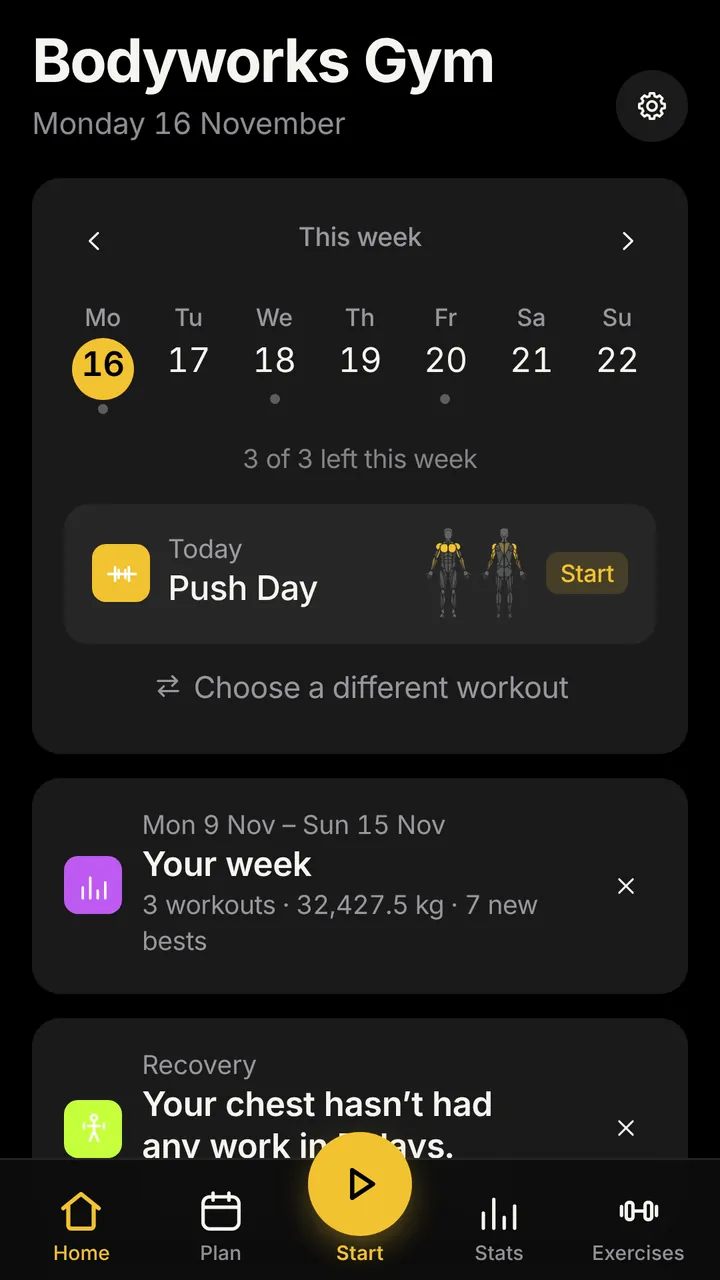 Bodyworks Gym
Monday 16 November
This week
Mo Tu We Th Fr Sa Su
16 17 18 19 20 21 22
3 of 3 left this week
Today
Push Day
Start
Choose a different workout
Mon 9 Nov – Sun 15 Nov
Your week
3 workouts · 32,427.5 kg · 7 new
bests
Recovery
Your chest hasn’t had
any work in
Home Plan Start Stats Exercises